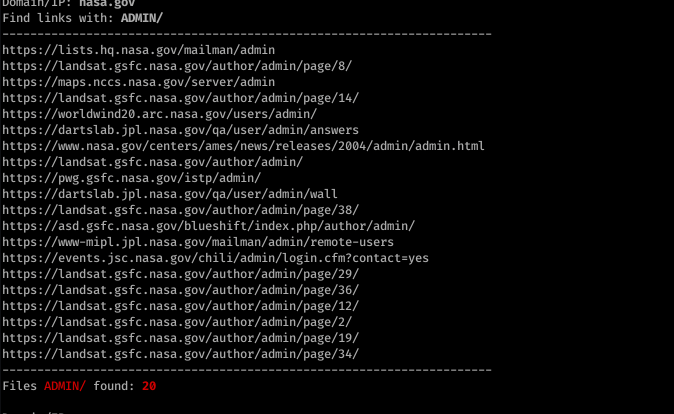 Domain/IP: nasa.gov
Find links with: ADMIN/
----------------------------------------------------------------------
https://lists.hq.nasa.gov/mailman/admin
https://landsat.gsfc.nasa.gov/author/admin/page/8/
https://maps.nccs.nasa.gov/server/admin
https://landsat.gsfc.nasa.gov/author/admin/page/14/
https://worldwind20.arc.nasa.gov/users/admin/
https://dartslab.jpl.nasa.gov/qa/user/admin/answers
https://www.nasa.gov/centers/ames/news/releases/2004/admin/admin.html
https://landsat.gsfc.nasa.gov/author/admin/
https://pwg.gsfc.nasa.gov/istp/admin/
https://dartslab.jpl.nasa.gov/qa/user/admin/wall
https://landsat.gsfc.nasa.gov/author/admin/page/38/
https://asd.gsfc.nasa.gov/blueshift/index.php/author/admin/
https://www-mipl.jpl.nasa.gov/mailman/admin/remote-users
https://events.jsc.nasa.gov/chili/admin/login.cfm?contact=yes
https://landsat.gsfc.nasa.gov/author/admin/page/29/
https://landsat.gsfc.nasa.gov/author/admin/page/36/
https://landsat.gsfc.nasa.gov/author/admin/page/12/
https://landsat.gsfc.nasa.gov/author/admin/page/2/
https://landsat.gsfc.nasa.gov/author/admin/page/19/
https://landsat.gsfc.nasa.gov/author/admin/page/34/
----------------------------------------------------------------------
Files ADMIN/ found: 20